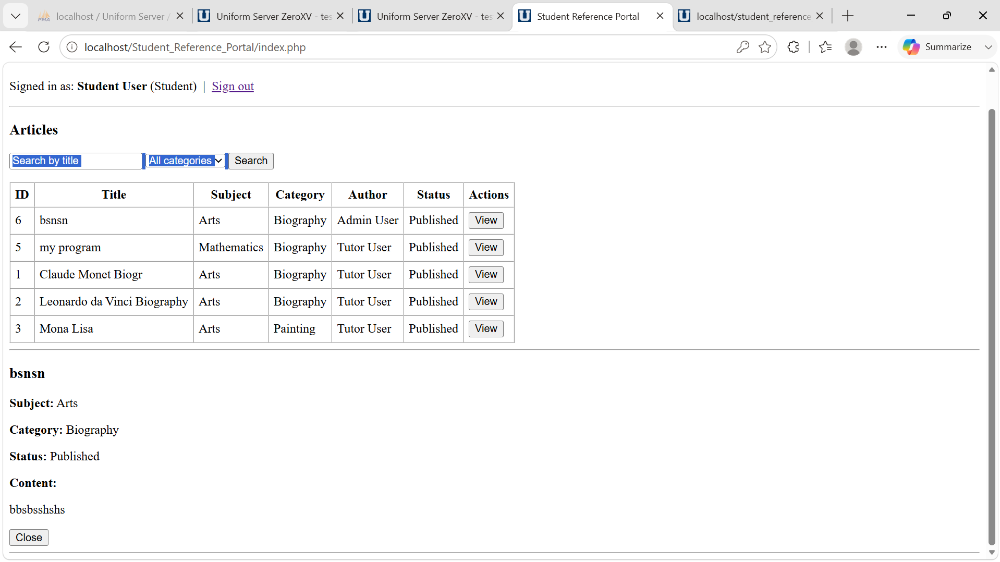 localhost / Uniform Server /
Uniform Server ZeroXV - tes
Uniform Server ZeroXV - tes
Student Reference Portal
localhost/student_reference
localhost/Student_Reference_Portal/index.php
Summarize
Signed in as: Student User (Student) | Sign out
Articles
Search by title All categories Search
ID Title Subject Category Author Status Actions
6 bsnsn Arts Biography Admin User Published View
5 my program Mathematics Biography Tutor User Published View
1 Claude Monet Biogr Arts Biography Tutor User Published View
2 Leonardo da Vinci Biography Arts Biography Tutor User Published View
3 Mona Lisa Arts Painting Tutor User Published View
bsnsn
Subject: Arts
Category: Biography
Status: Published
Content:
bbsbsshshs
Close